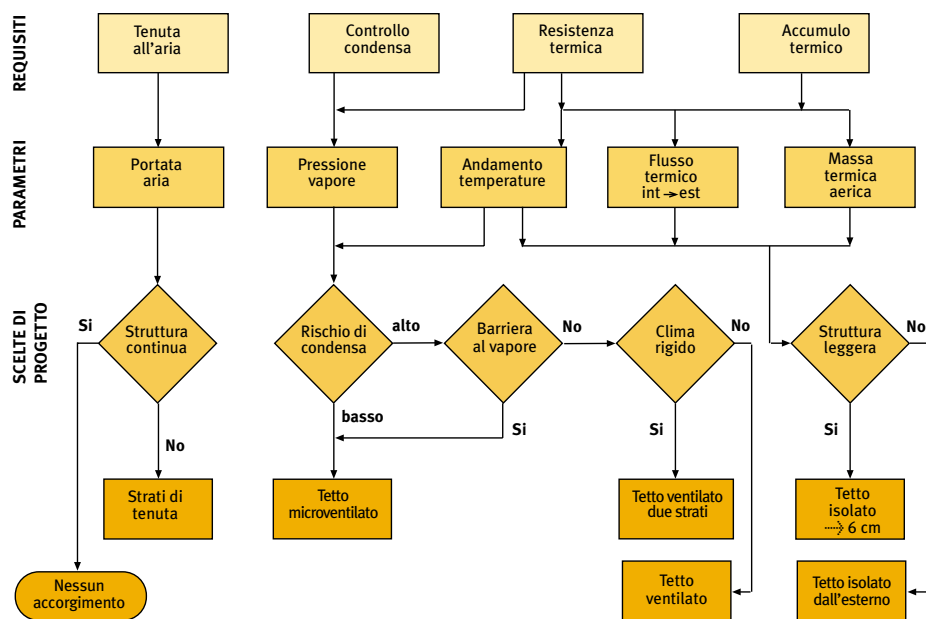 REQUISITI
Tenuta
all'aria
Controllo
condensa
Resistenza
termica
Accumulo
termico
PARAMETRI
Portata
aria
Pressione
vapore
Andamento
temperature
Flusso
termico
int → est
Massa
termica
aerica
SCELTE DI
PROGETTO
Si
Struttura
continua
No
Rischio di
condensa
alto
basso
Barriera
al vapore
No
Si
Clima
rigido
No
Si
Struttura
leggera
No
Si
Strati di
tenuta
Tetto
microventilato
Tetto ventilato
due strati
Tetto
isolato
⇢ 6 cm
Nessun
accorgimento
Tetto
ventilato
Tetto isolato
dall'esterno